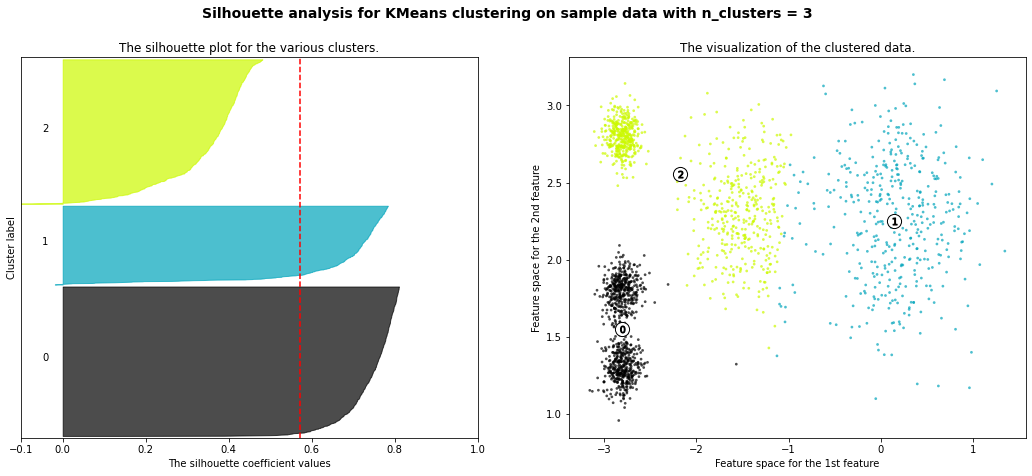 Silhouette analysis for KMeans clustering on sample data with n_clusters = 3
The silhouette plot for the various clusters.
Cluster label
2
1
0
−0.1 0.0 0.2 0.4 0.6 0.8 1.0
The silhouette coefficient values
The visualization of the clustered data.
Feature space for the 2nd feature
3.0
2.5
2.0
1.5
1.0
2
1
0
−3 −2 −1 0 1
Feature space for the 1st feature